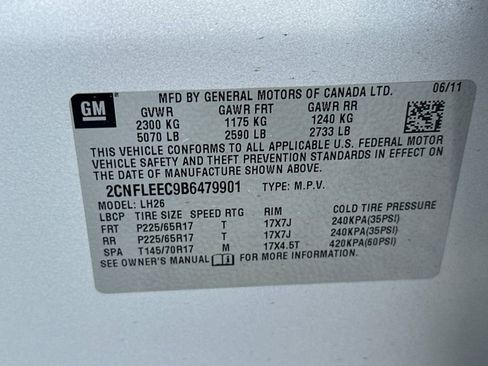 MFD BY GENERAL MOTORS OF CANADA LTD. 06/11
GM
GVWR GAWR FRT GAWR RR
2300 KG 1175 KG 1240 KG
5070 LB 2590 LB 2733 LB
THIS VEHICLE CONFORMS TO ALL APPLICABLE U.S. FEDERAL MOTOR
VEHICLE SAFETY AND THEFT PREVENTION STANDARDS IN EFFECT ON
THE DATE OF MANUFACTURE SHOWN ABOVE.
2CNFLEEC9B6479901 TYPE: M.P.V.
MODEL: LH26
LBCP TIRE SIZE SPEED RTG RIM COLD TIRE PRESSURE
FRT P225/65R17 T 17X7J 240KPA(35PSI)
RR P225/65R17 T 17X7J 240KPA(35PSI)
SPA T145/70R17 M 17X4.5T 420KPA(60PSI)
SEE OWNER'S MANUAL FOR MORE INFORMATION.